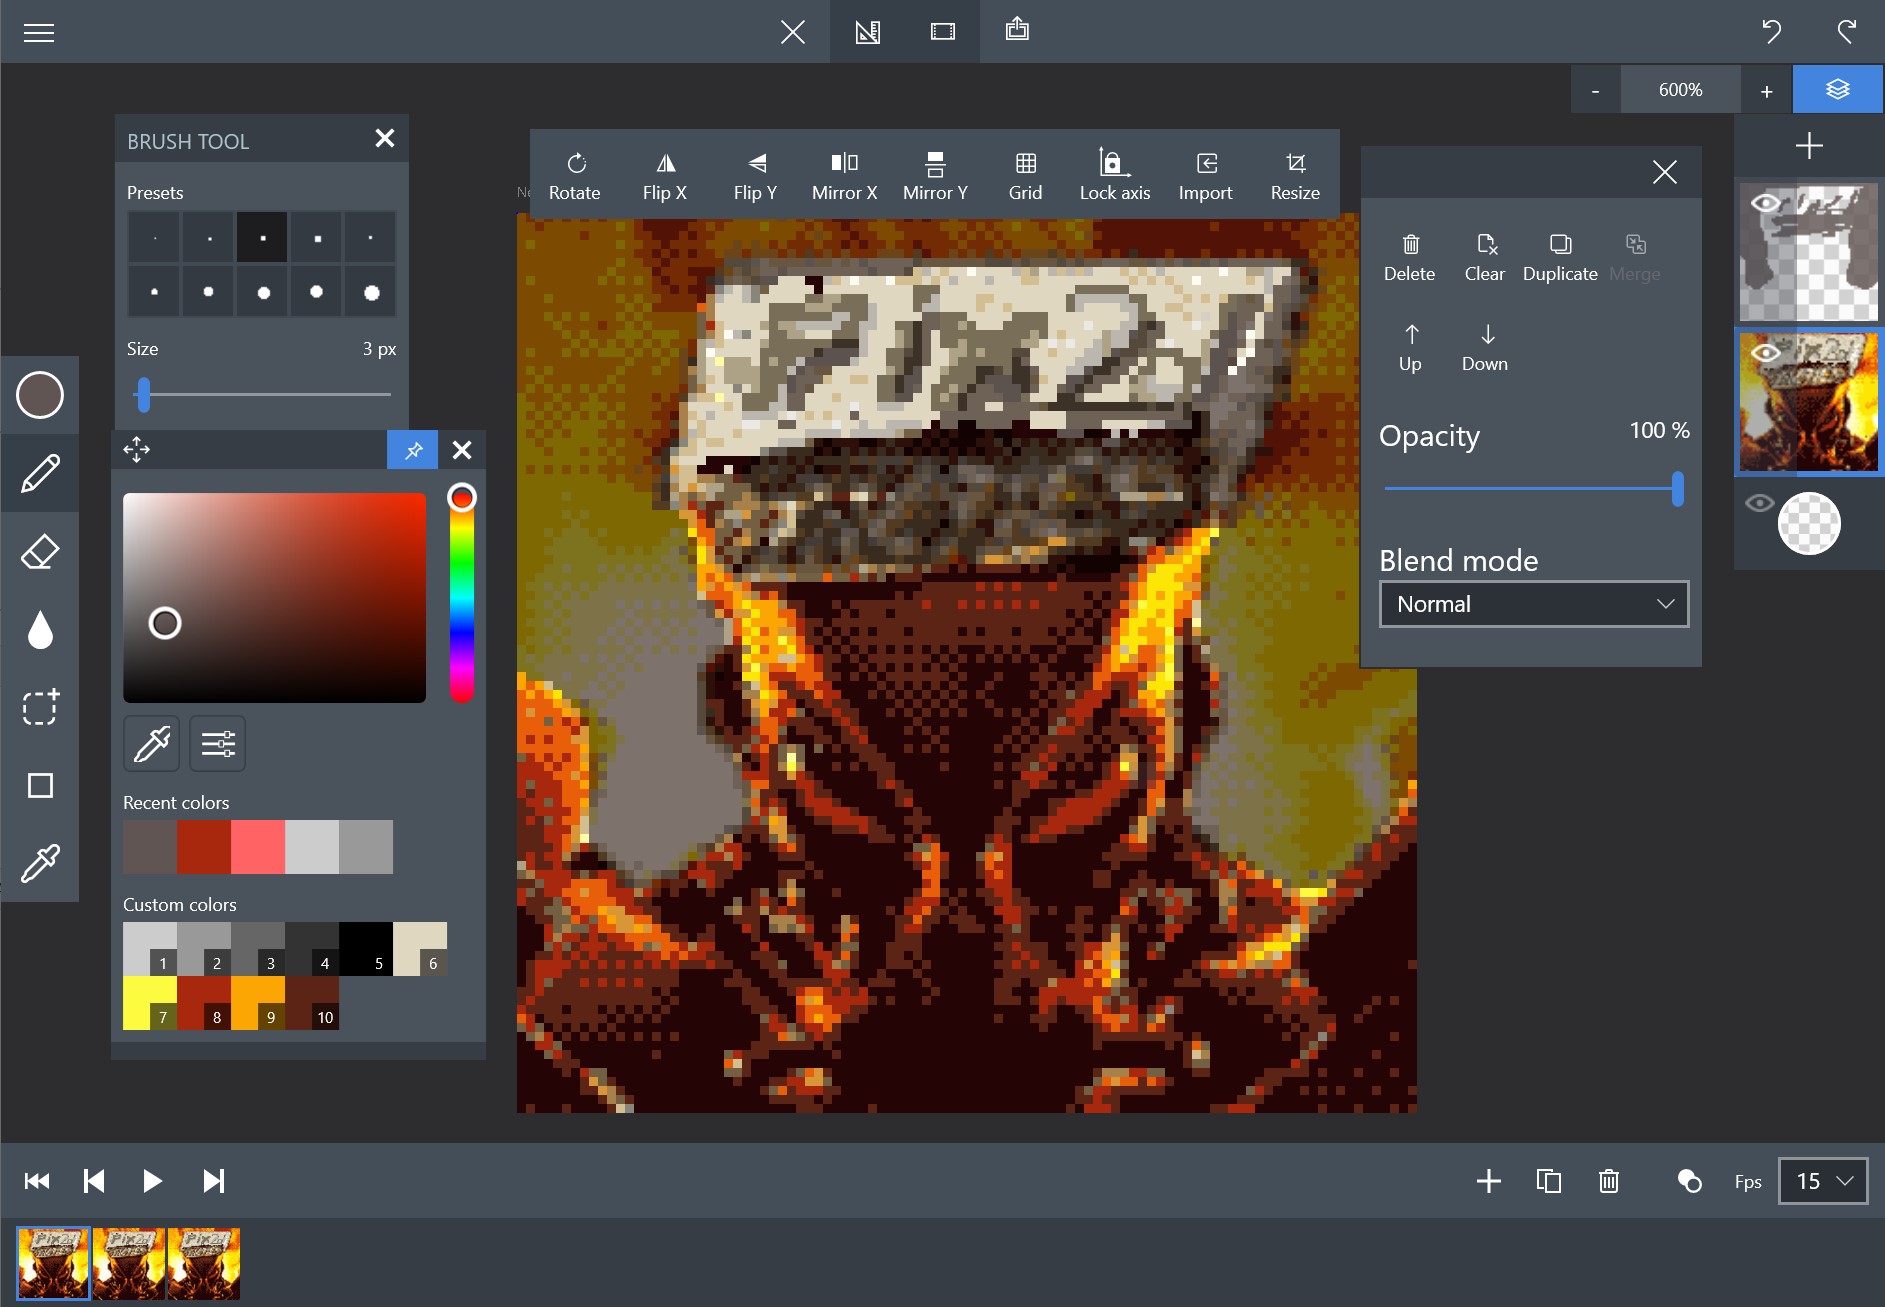 600%
BRUSH TOOL
Presets
Size 3 px
Rotate Flip X Flip Y Mirror X Mirror Y Grid Lock axis Import Resize
Delete Clear Duplicate Merge
Up Down
Opacity 100 %
Blend mode
Normal
Recent colors
Custom colors
1 2 3 4 5 6
7 8 9 10
Fps 15